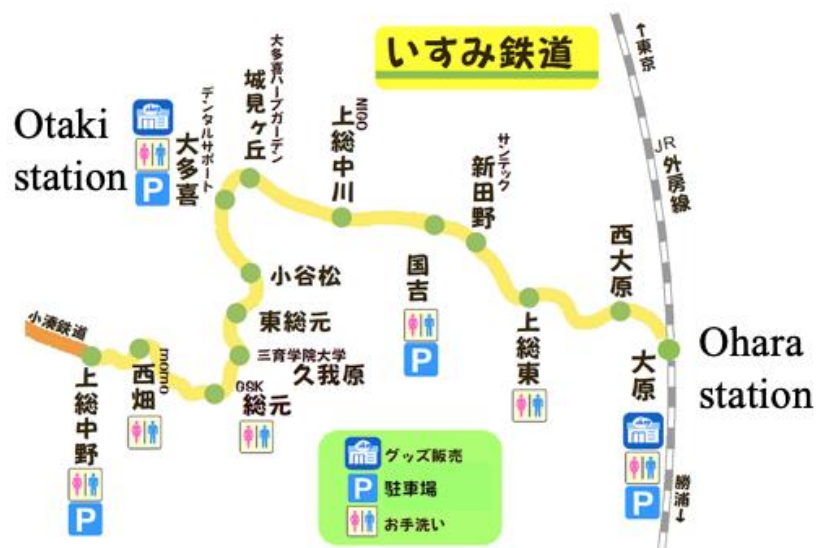 いすみ鉄道
Otaki
station
デンタルサポート
大多喜
大多喜ハーブガーデン
城見ヶ丘
NIGO
上総中川
国吉
サンテック
新田野
上総東
西大原
大原
Ohara
station
↑東京
JR外房線
勝浦↓
小谷松
東総元
三育学院大学
久我原
GSK
総元
momo
西畑
上総中野
小湊鉄道
P
P
P
P
グッズ販売
P 駐車場
お手洗い